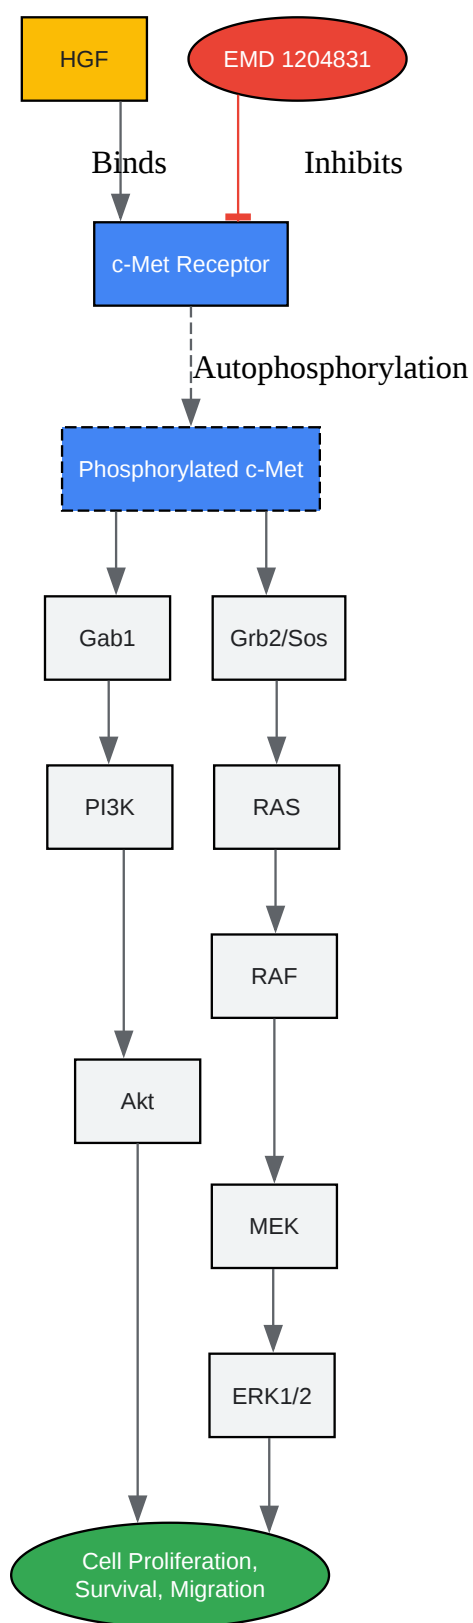 HGF
EMD 1204831
Binds
Inhibits
c-Met Receptor
Autophosphorylation
Phosphorylated c-Met
Gab1
Grb2/Sos
PI3K
RAS
RAF
Akt
MEK
ERK1/2
Cell Proliferation,
Survival, Migration